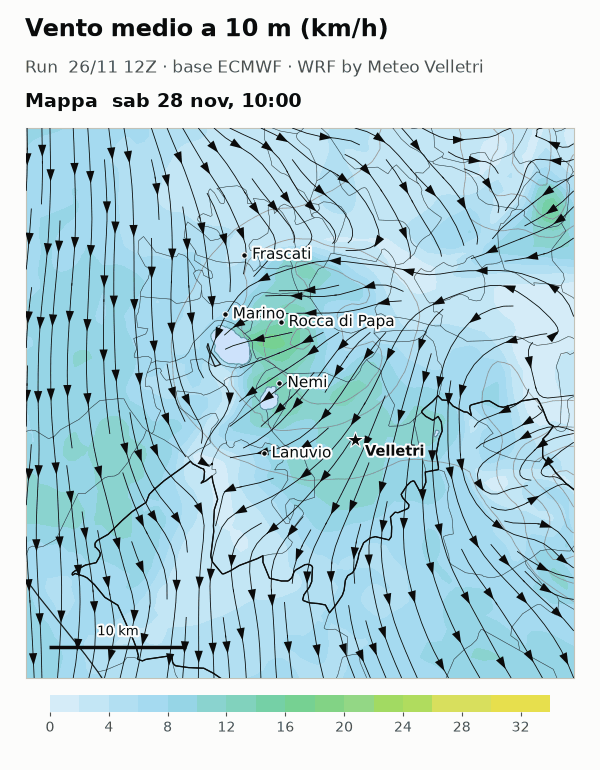 Vento medio a 10 m (km/h)
Run 26/11 12Z · base ECMWF · WRF by Meteo Velletri
Mappa sab 28 nov, 10:00
Frascati
Marino
Rocca di Papa
Nemi
Velletri
Lanuvio
10 km
0 4 8 12 16 20 24 28 32